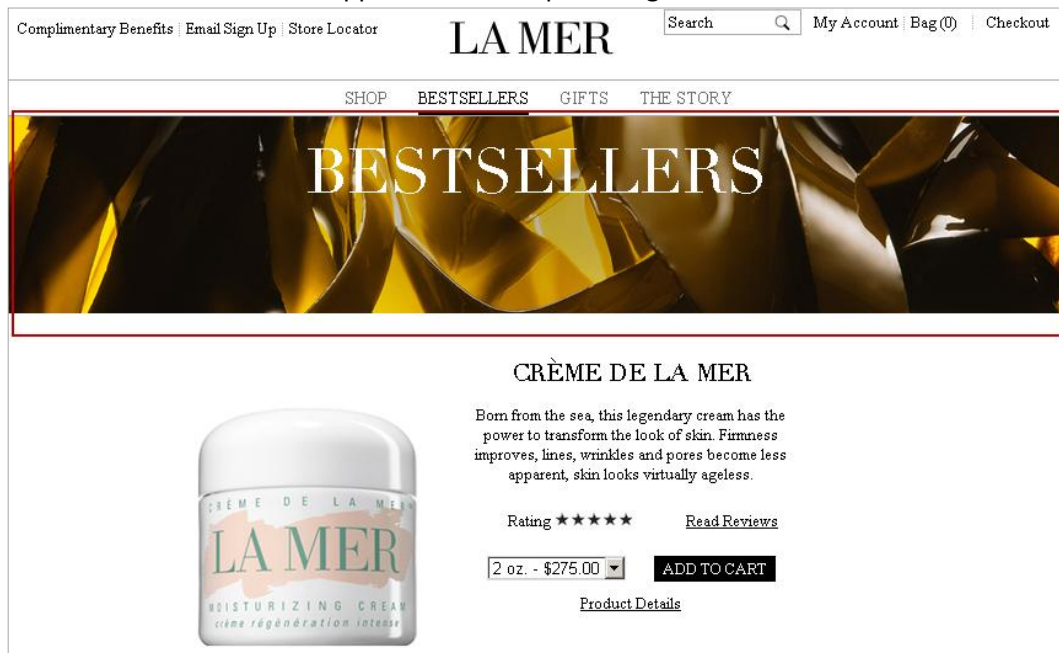 Complimentary Benefits | Email Sign Up | Store Locator
LA MER
Search
My Account | Bag (0) | Checkout
SHOP BESTSELLERS GIFTS THE STORY
BESTSELLERS
CRÈME DE LA MER
Born from the sea, this legendary cream has the
power to transform the look of skin. Firmness
improves, lines, wrinkles and pores become less
apparent, skin looks virtually ageless.
Rating ★★★★★ Read Reviews
2 oz. - $275.00 ADD TO CART
Product Details
CRÈME DE LA MER
LA MER
MOISTURIZING CREAM
crème régénération intense